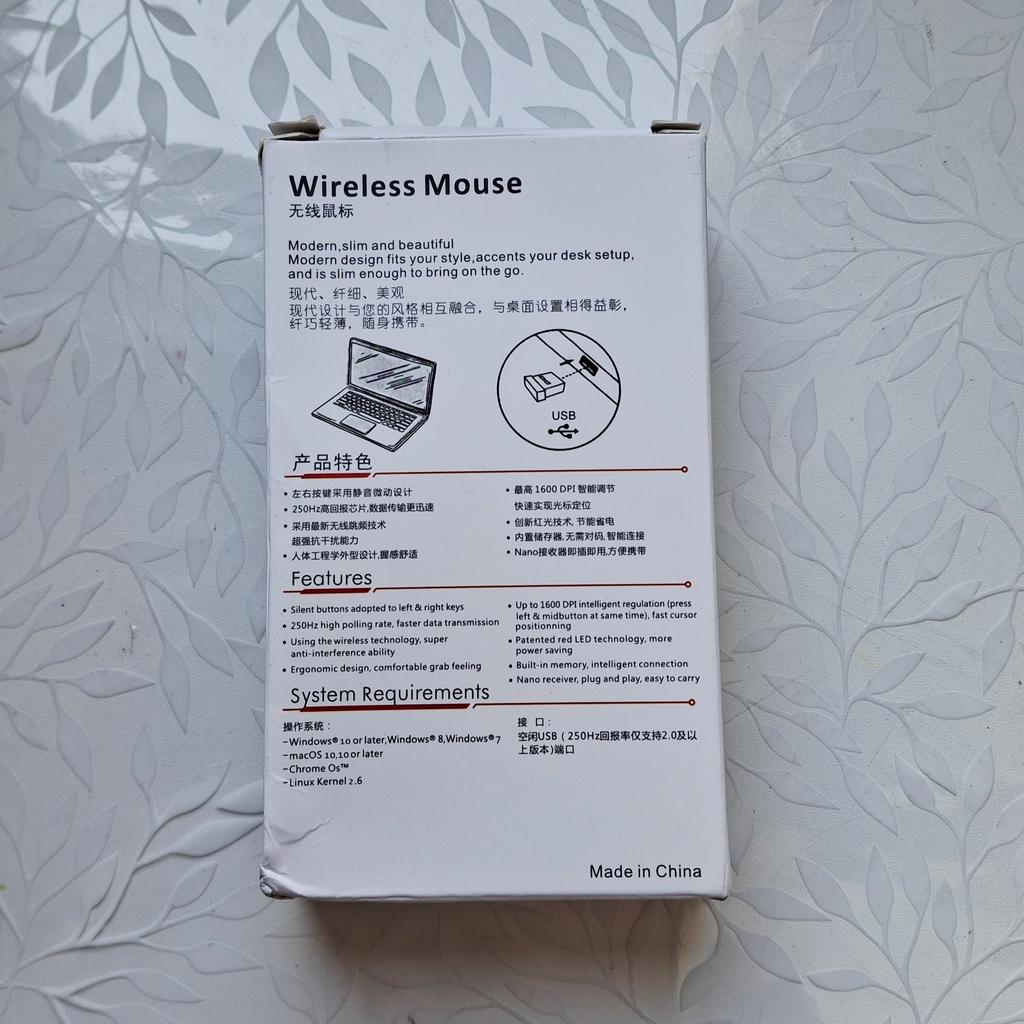 Wireless Mouse
无线鼠标
Modern,slim and beautiful
Modern design fits your style,accents your desk setup,
and is slim enough to bring on the go.
现代、纤细、美观
现代设计与您的风格相互融合，与桌面设置相得益彰，
纤巧轻薄，随身携带。
USB
产品特色
• 左右按键采用静音微动设计
• 250Hz高回报芯片,数据传输更迅速
• 采用最新无线跳频技术
超强抗干扰能力
• 人体工程学外型设计,握感舒适
• 最高 1600 DPI 智能调节
快速实现光标定位
• 创新红光技术, 节能省电
• 内置储存器, 无需对码, 智能连接
• Nano接收器即插即用,方便携带
Features
• Silent buttons adopted to left & right keys
• 250Hz high polling rate, faster data transmission
• Using the wireless technology, super
anti-interference ability
• Ergonomic design, comfortable grab feeling
• Up to 1600 DPI intelligent regulation (press
left & midbutton at same time), fast cursor
positionning
• Patented red LED technology, more
power saving
• Built-in memory, intelligent connection
• Nano receiver, plug and play, easy to carry
System Requirements
操作系统：
-Windows® 10 or later,Windows® 8,Windows® 7
-macOS 10,10 or later
-Chrome Os™
-Linux Kernel 2.6
接 口：
空闲USB（250Hz回报率仅支持2.0及以
上版本)端口
Made in China